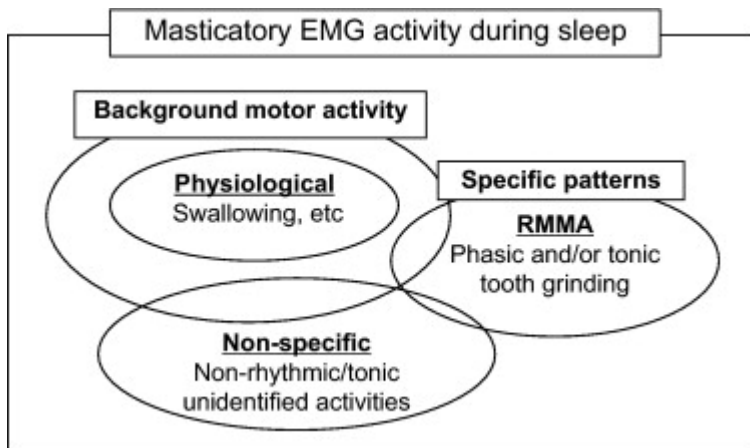 Masticatory EMG activity during sleep
Background motor activity
Physiological
Swallowing, etc
Specific patterns
RMMA
Phasic and/or tonic
tooth grinding
Non-specific
Non-rhythmic/tonic
unidentified activities